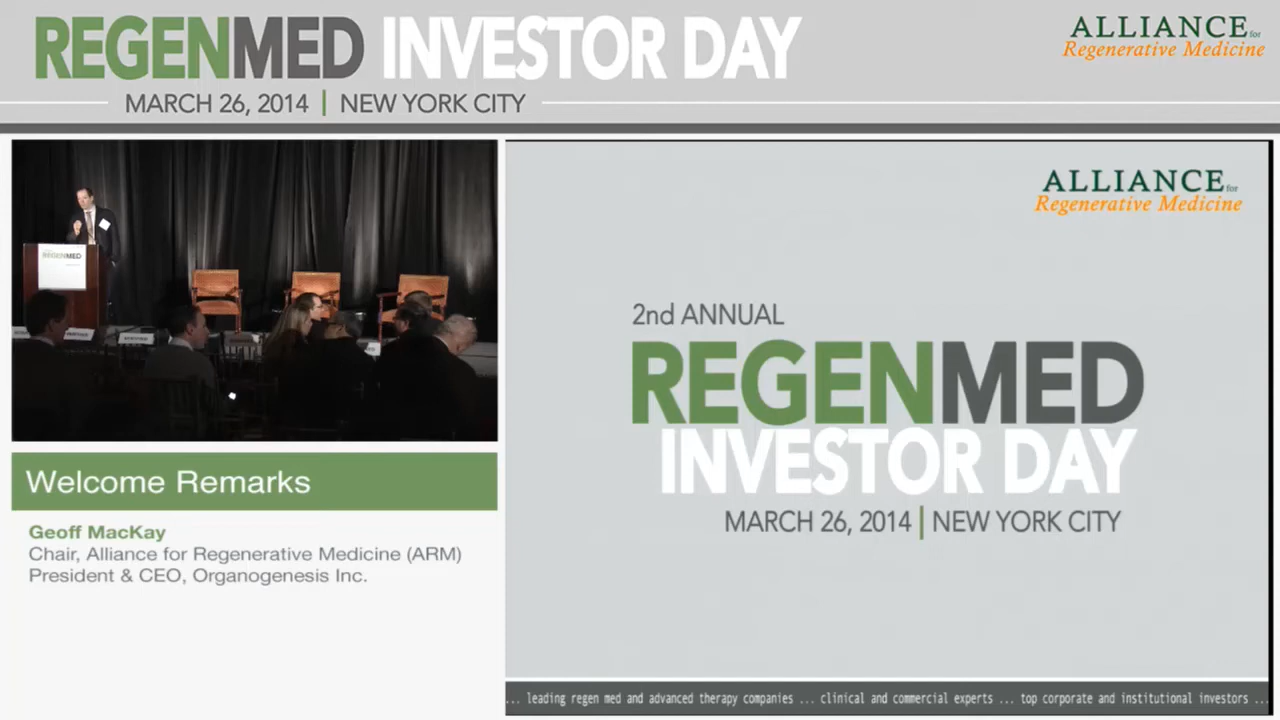 REGENMED INVESTOR DAY
MARCH 26, 2014 | NEW YORK CITY
ALLIANCE for
Regenerative Medicine
REGENMED
Welcome Remarks
Geoff MacKay
Chair, Alliance for Regenerative Medicine (ARM)
President & CEO, Organogenesis Inc.
ALLIANCE for
Regenerative Medicine
2nd ANNUAL
REGENMED
INVESTOR DAY
MARCH 26, 2014 | NEW YORK CITY
... leading regen med and advanced therapy companies ... clinical and commercial experts ... top corporate and institutional investors ...